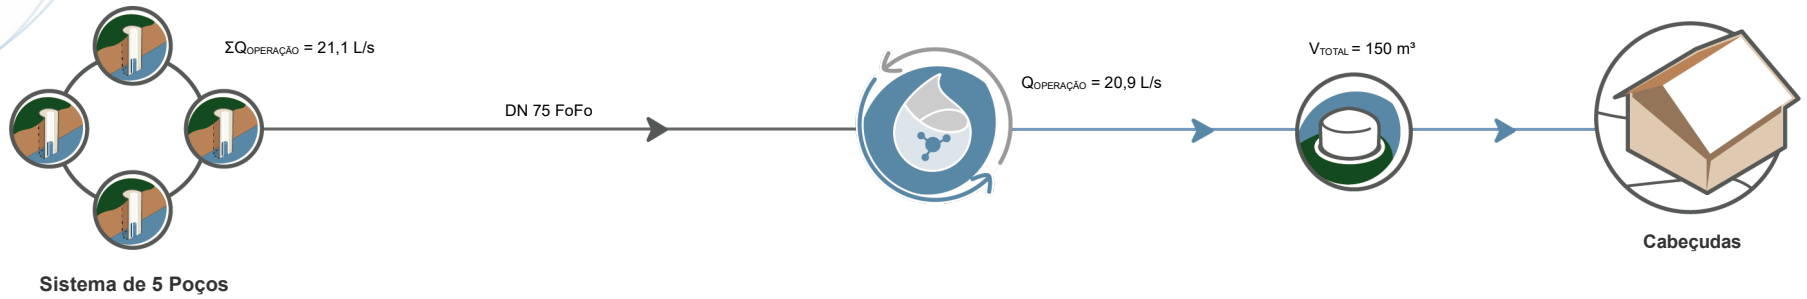 ΣQOPERAÇÃO = 21,1 L/s
DN 75 FoFo
QOPERAÇÃO = 20,9 L/s
VTOTAL = 150 m³
Cabeçudas
Sistema de 5 Poços